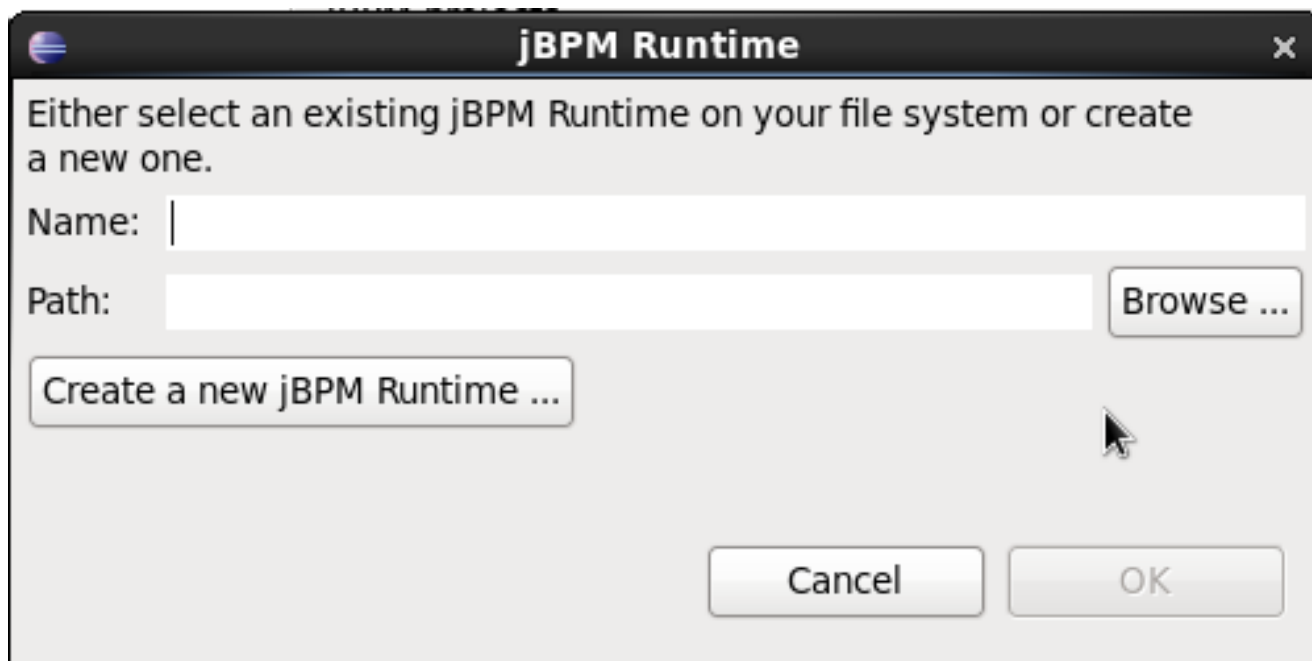 jBPM Runtime
Either select an existing jBPM Runtime on your file system or create
a new one.
Name:
Path:
Browse ...
Create a new jBPM Runtime ...
Cancel
OK